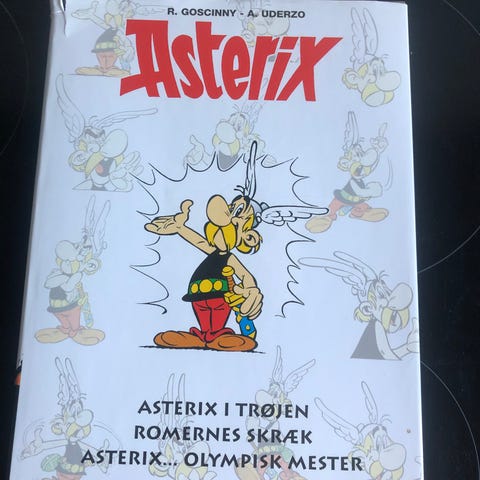 R. GOSCINNY - A. UDERZO
Asterix
ASTERIX I TRØJEN
ROMERNES SKRÆK
ASTERIX... OLYMPISK MESTER